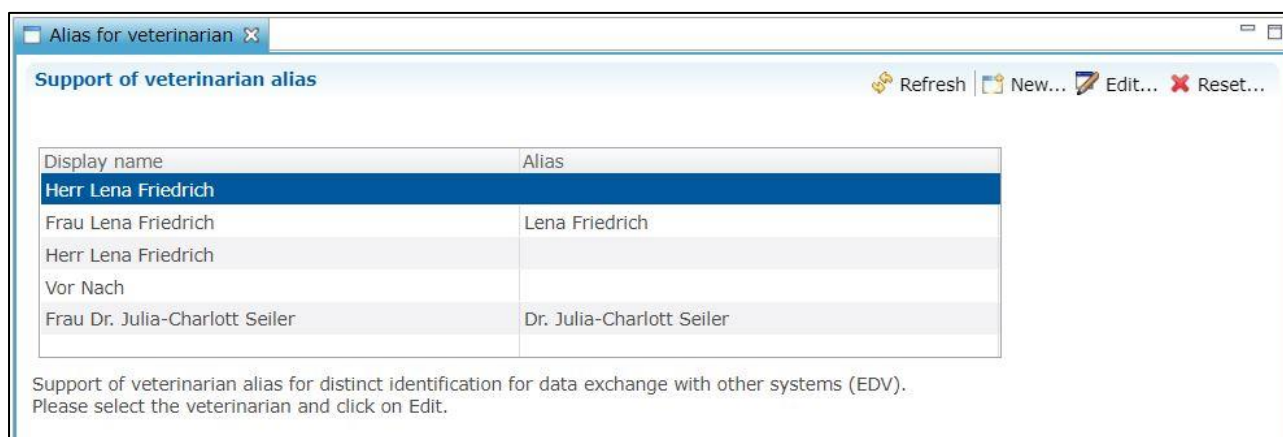 Alias for veterinarian
Support of veterinarian alias
Refresh New... Edit... Reset...
Display name Alias
Herr Lena Friedrich
Frau Lena Friedrich Lena Friedrich
Herr Lena Friedrich
Vor Nach
Frau Dr. Julia-Charlott Seiler Dr. Julia-Charlott Seiler
Support of veterinarian alias for distinct identification for data exchange with other systems (EDV).
Please select the veterinarian and click on Edit.